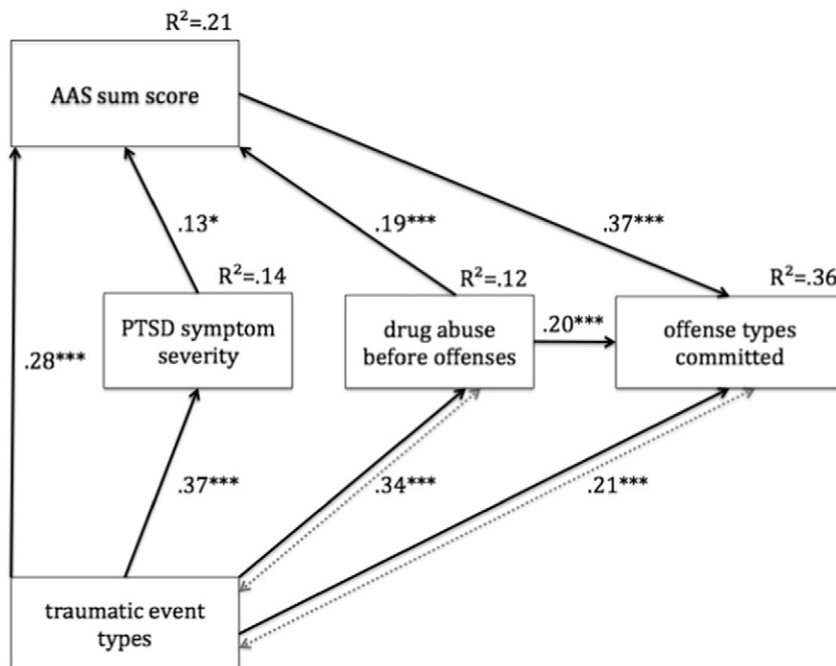 R²=.21
AAS sum score
.13*
.19***
.37***
R²=.14
R²=.12
R²=.36
PTSD symptom
severity
drug abuse
before offenses
.20***
offense types
committed
.28***
.37***
.34***
.21***
traumatic event
types